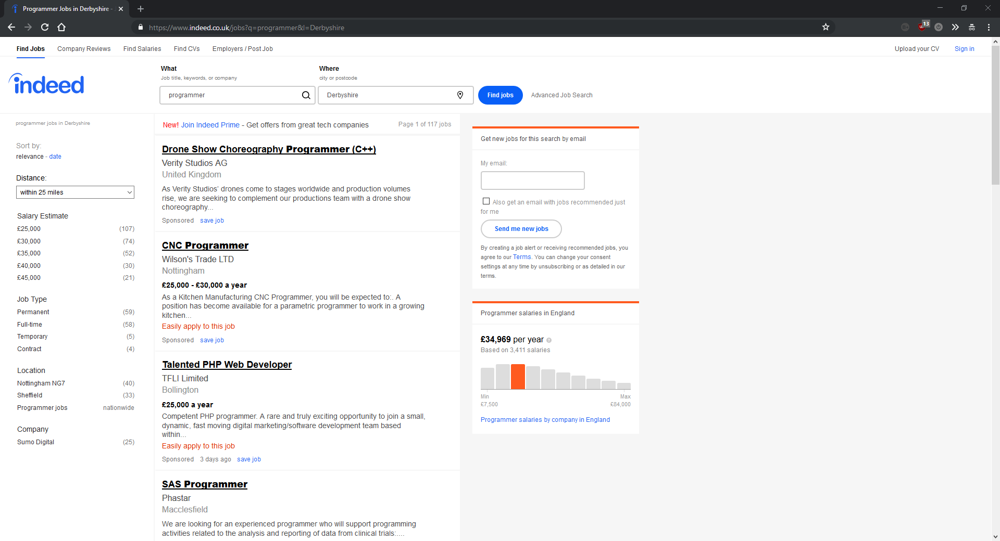 Programmer Jobs in Derbyshire -
13
https://www.indeed.co.uk/jobs?q=programmer&l=Derbyshire
Find Jobs Company Reviews Find Salaries Find CVs Employers / Post Job Upload your CV Sign in
indeed
What
Job title, keywords, or company
programmer
Where
city or postcode
Derbyshire
Find jobs
Advanced Job Search
programmer jobs in Derbyshire
Sort by:
relevance - date
Distance:
within 25 miles
Salary Estimate
£25,000 (107)
£30,000 (74)
£35,000 (52)
£40,000 (30)
£45,000 (21)
Job Type
Permanent (59)
Full-time (58)
Temporary (5)
Contract (4)
Location
Nottingham NG7 (40)
Sheffield (33)
Programmer jobs nationwide
Company
Sumo Digital (25)
New! Join Indeed Prime - Get offers from great tech companies Page 1 of 117 jobs
Drone Show Choreography Programmer (C++)
Verity Studios AG
United Kingdom
As Verity Studios' drones come to stages worldwide and production volumes
rise, we are seeking to complement our productions team with a drone show
choreography...
Sponsored save job
CNC Programmer
Wilson's Trade LTD
Nottingham
£25,000 - £30,000 a year
As a Kitchen Manufacturing CNC Programmer, you will be expected to:. A
position has become available for a parametric programmer to work in a growing
kitchen...
Easily apply to this job
Sponsored save job
Talented PHP Web Developer
TFLI Limited
Bollington
£25,000 a year
Competent PHP programmer. A rare and truly exciting opportunity to join a small,
dynamic, fast moving digital marketing/software development team based
within...
Easily apply to this job
Sponsored 3 days ago save job
SAS Programmer
Phastar
Macclesfield
We are looking for an experienced programmer who will support programming
activities related to the analysis and reporting of data from clinical trials:....
Get new jobs for this search by email
My email:
Also get an email with jobs recommended just
for me
Send me new jobs
By creating a job alert or receiving recommended jobs, you
agree to our Terms. You can change your consent
settings at any time by unsubscribing or as detailed in our
terms.
Programmer salaries in England
£34,969 per year
Based on 3,411 salaries
Min Max
£7,500 £84,000
Programmer salaries by company in England